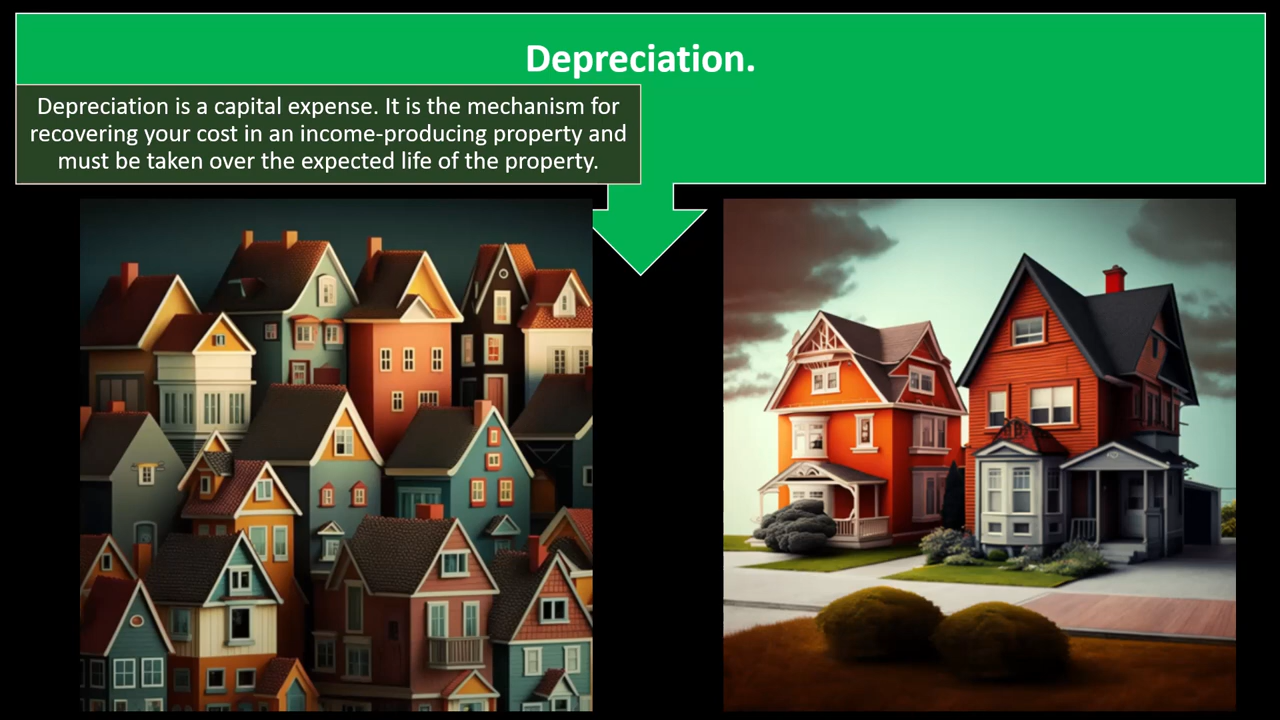 Depreciation.
Depreciation is a capital expense. It is the mechanism for
recovering your cost in an income-producing property and
must be taken over the expected life of the property.